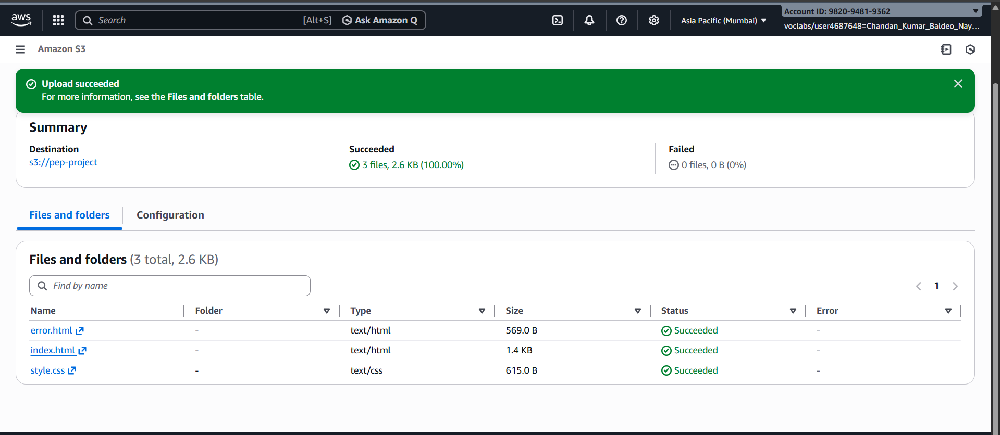 aws
Search [Alt+S] Ask Amazon Q
Asia Pacific (Mumbai)
Account ID: 9820-9481-9362
voclabs/user4687648=Chandan_Kumar_Baldeo_Nay...
Amazon S3
Upload succeeded
For more information, see the Files and folders table.
Summary
Destination
s3://pep-project
Succeeded
3 files, 2.6 KB (100.00%)
Failed
0 files, 0 B (0%)
Files and folders
Configuration
Files and folders (3 total, 2.6 KB)
Find by name
1
Name Folder Type Size Status Error
error.html - text/html 569.0 B Succeeded -
index.html - text/html 1.4 KB Succeeded -
style.css - text/css 615.0 B Succeeded -